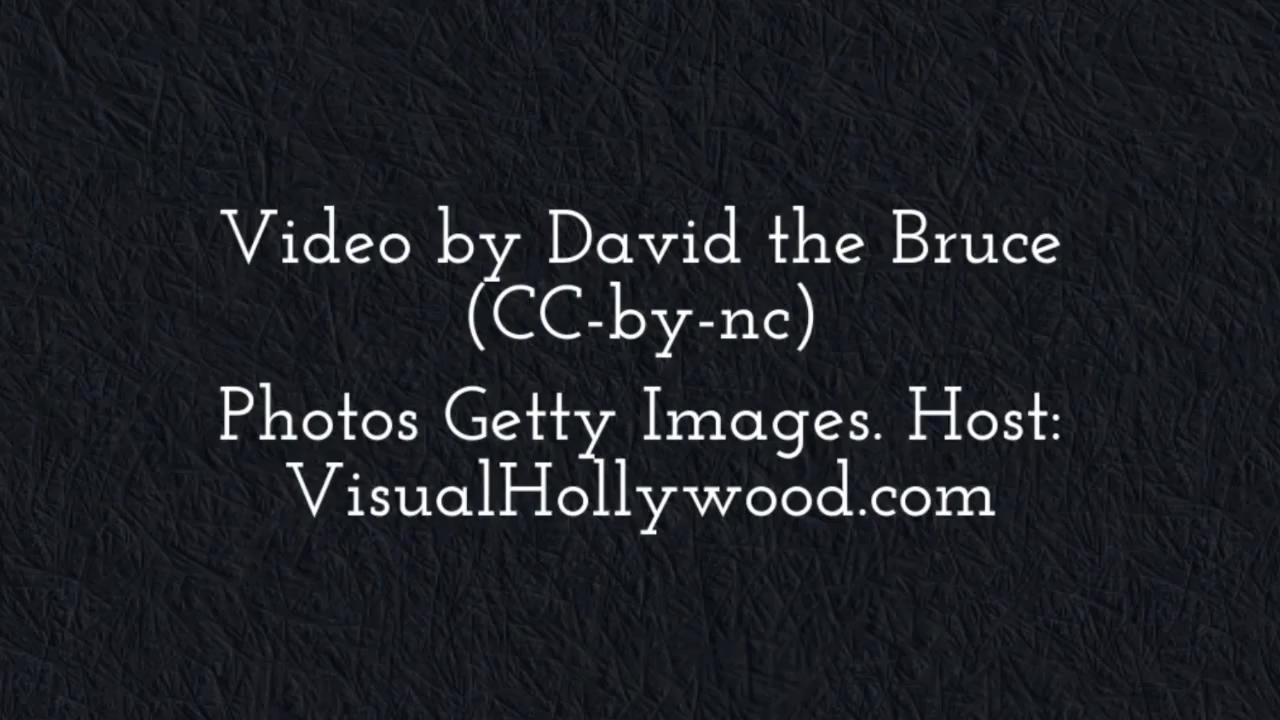 Video by David the Bruce
(CC-by-nc)
Photos Getty Images. Host:
VisualHollywood.com